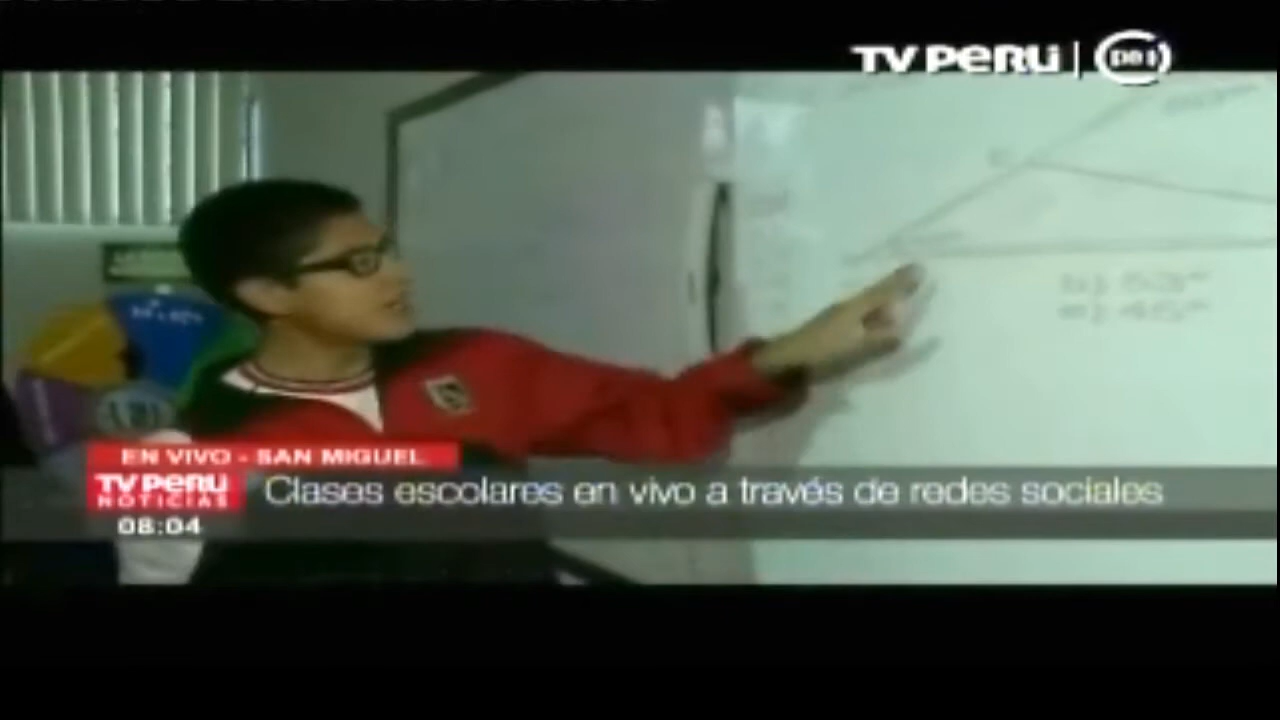 TV PERU
EN VIVO - SAN MIGUEL
TV PERU
NOTICIAS
Clases escolares en vivo a través de redes sociales
08:04